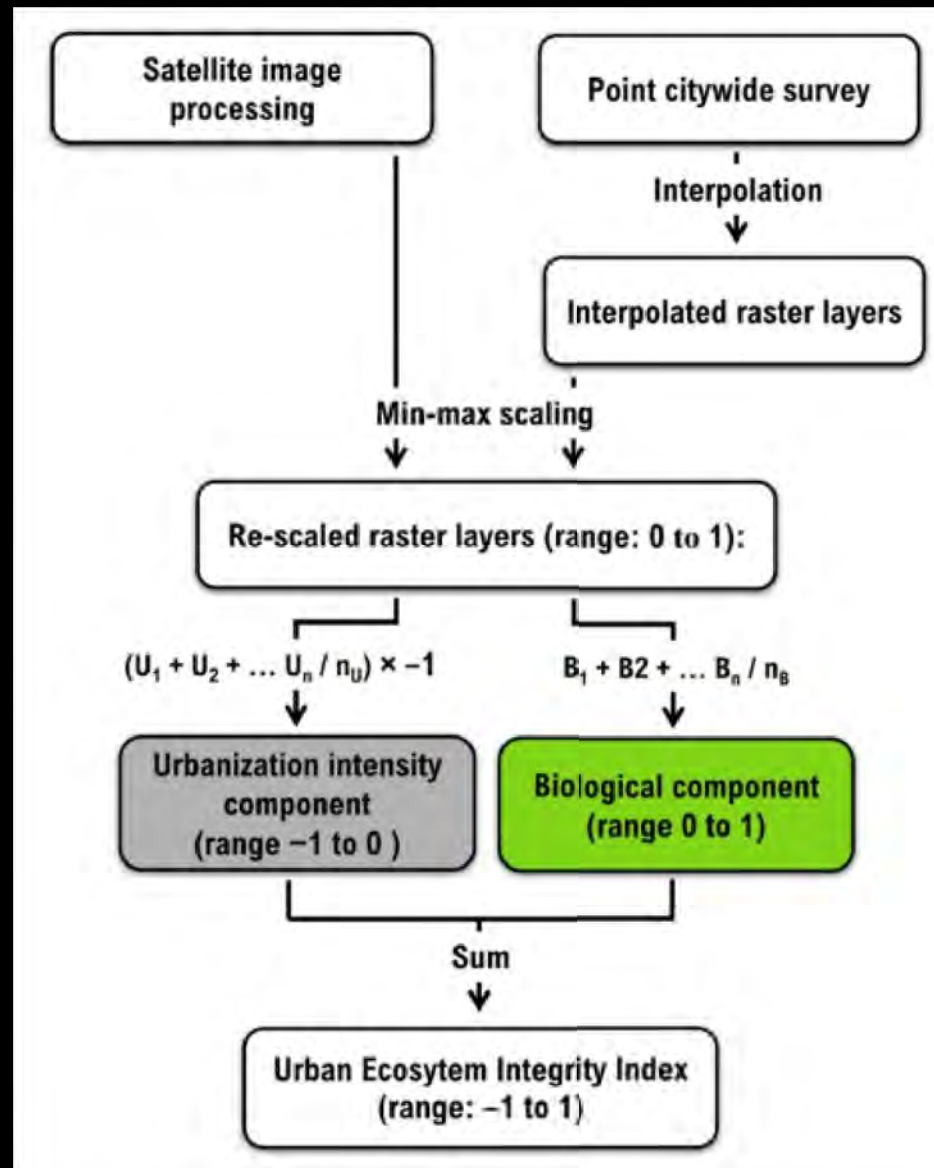 Satellite image
processing
Point citywide survey
Interpolation
Interpolated raster layers
Min-max scaling
Re-scaled raster layers (range: 0 to 1):
(U₁ + U₂ + ... Uₙ / n_U) × −1
B₁ + B2 + ... Bₙ / n_B
Urbanization intensity
component
(range −1 to 0 )
Biological component
(range 0 to 1)
Sum
Urban Ecosytem Integrity Index
(range: −1 to 1)